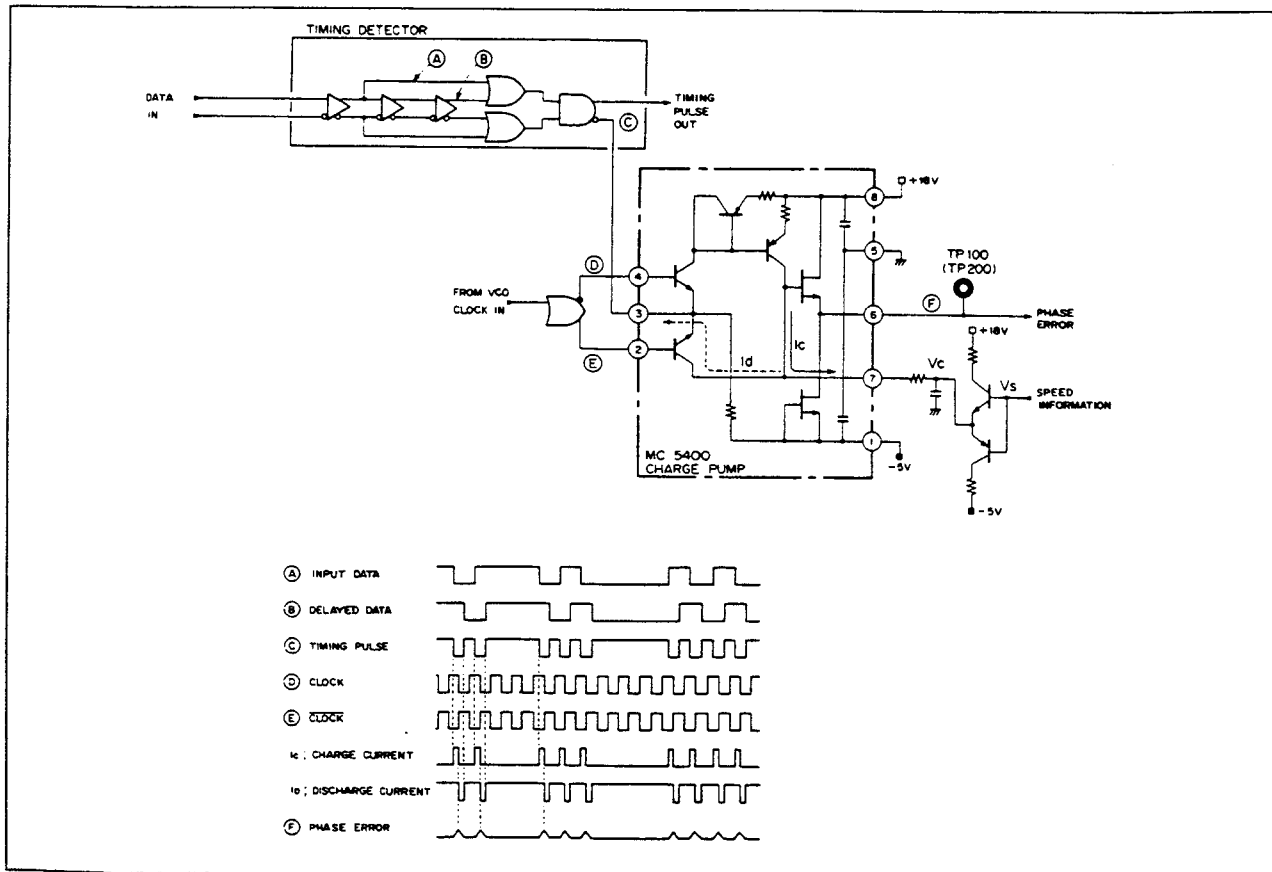 TIMING DETECTOR
A
B
DATA
IN
TIMING
PULSE
OUT
C
8
+18V
5
TP100
(TP200)
D
4
FROM VCO
CLOCK IN
3
F
6
PHASE
ERROR
E
2
Id
Ic
+18V
7
Vc
Vs
SPEED
INFORMATION
MC 5400
CHARGE PUMP
1
-5V
-5V
A INPUT DATA
B DELAYED DATA
C TIMING PULSE
D CLOCK
E CLOCK
Ic ; CHARGE CURRENT
ID ; DISCHARGE CURRENT
F PHASE ERROR